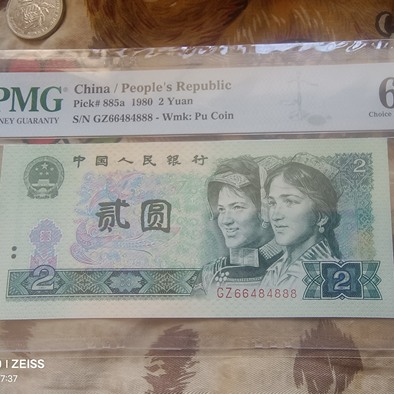 PMG
NEY GUARANTY
China / People's Republic
Pick# 885a 1980 2 Yuan
S/N GZ66484888 - Wmk: Pu Coin
6
Choice
中国人民银行
2
贰圆
2
2
GZ66484888
| ZEISS
7:37